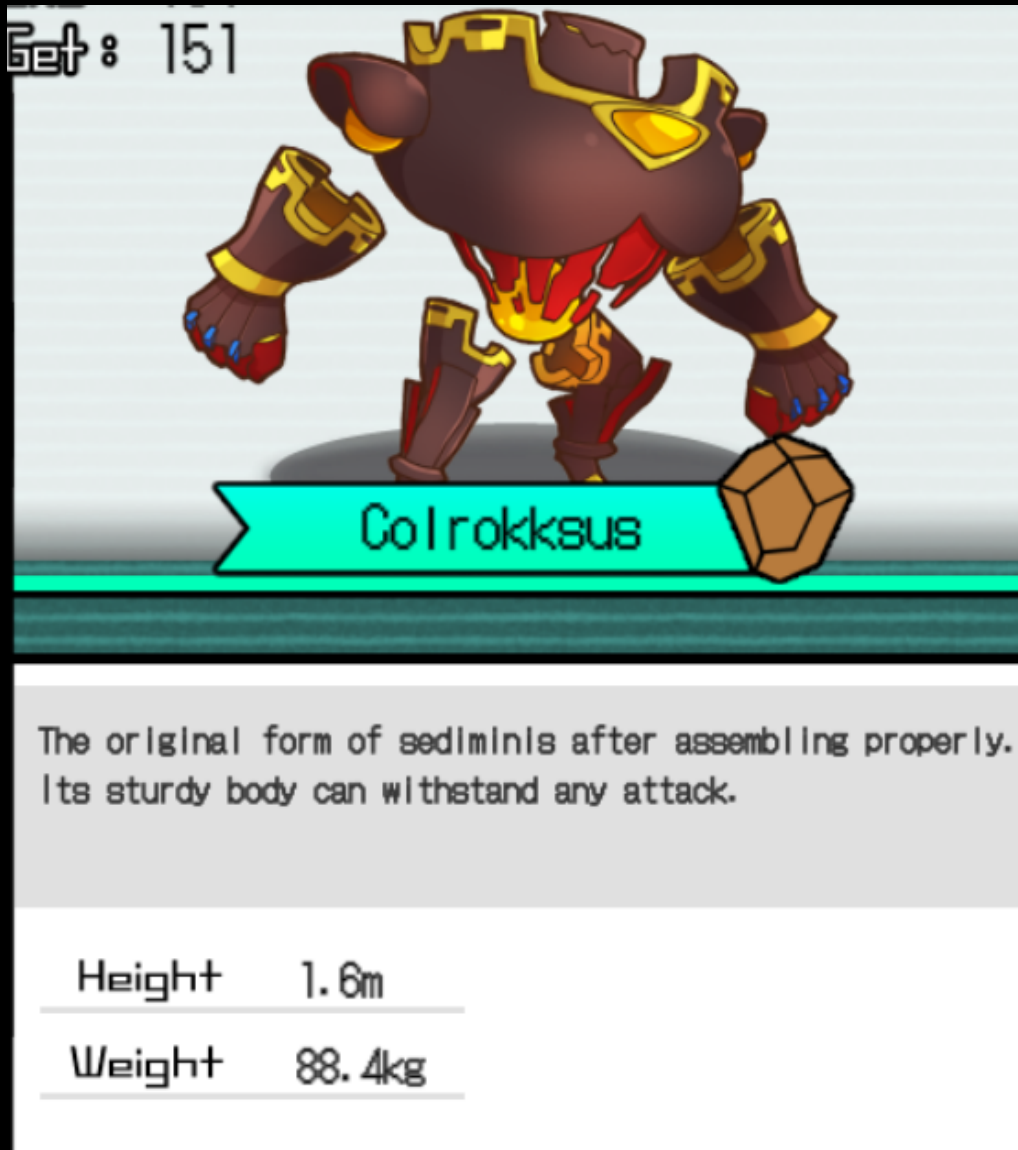 Get: 151
Colrokksus
The original form of sediminis after assembling properly.
Its sturdy body can withstand any attack.
Height 1.6m
Weight 88.4kg